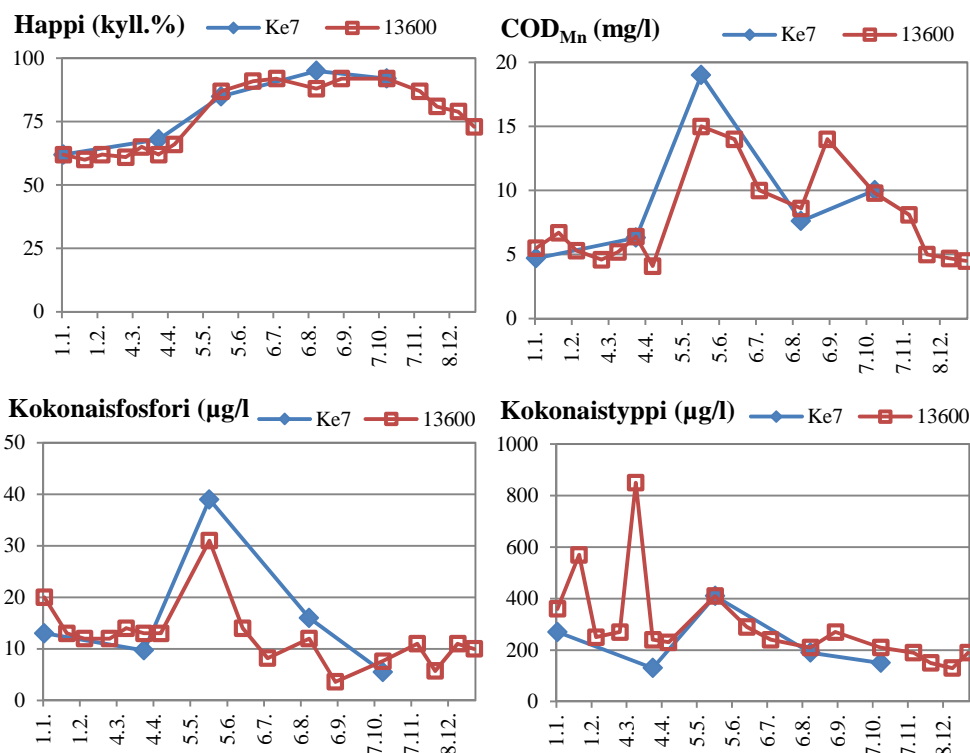 Happi (kyll.%) Ke7 13600
100
75
50
25
0
1.1. 1.2. 4.3. 4.4. 5.5. 5.6. 6.7. 6.8. 6.9. 7.10. 7.11. 8.12.
COD_Mn (mg/l) Ke7 13600
20
15
10
5
0
1.1. 1.2. 4.3. 4.4. 5.5. 5.6. 6.7. 6.8. 6.9. 7.10. 7.11. 8.12.
Kokonaisfosfori (µg/l Ke7 13600
50
40
30
20
10
0
1.1. 1.2. 4.3. 4.4. 5.5. 5.6. 6.7. 6.8. 6.9. 7.10. 7.11. 8.12.
Kokonaistyppi (µg/l) Ke7 13600
1000
800
600
400
200
0
1.1. 1.2. 4.3. 4.4. 5.5. 5.6. 6.7. 6.8. 6.9. 7.10. 7.11. 8.12.